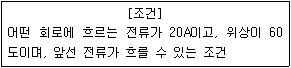 [조건]
어떤 회로에 흐르는 전류가 20A이고, 위상이 60
도이며, 앞선 전류가 흐를 수 있는 조건